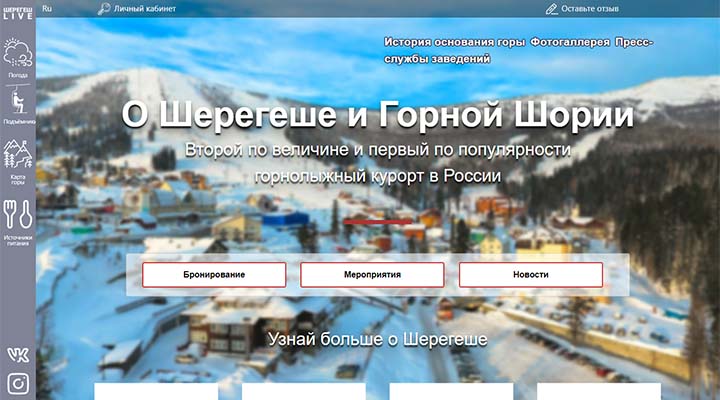 ШЕРЕГЕШ
LIVE
Ru
Личный кабинет
Оставьте отзыв
Погода
Подъёмники
Карта
горы
Источники
питания
История основания горы Фотогаллерея Пресс-
службы заведений
О Шерегеше и Горной Шории
Второй по величине и первый по популярности
горнолыжный курорт в России
Бронирование
Мероприятия
Новости
Узнай больше о Шерегеше